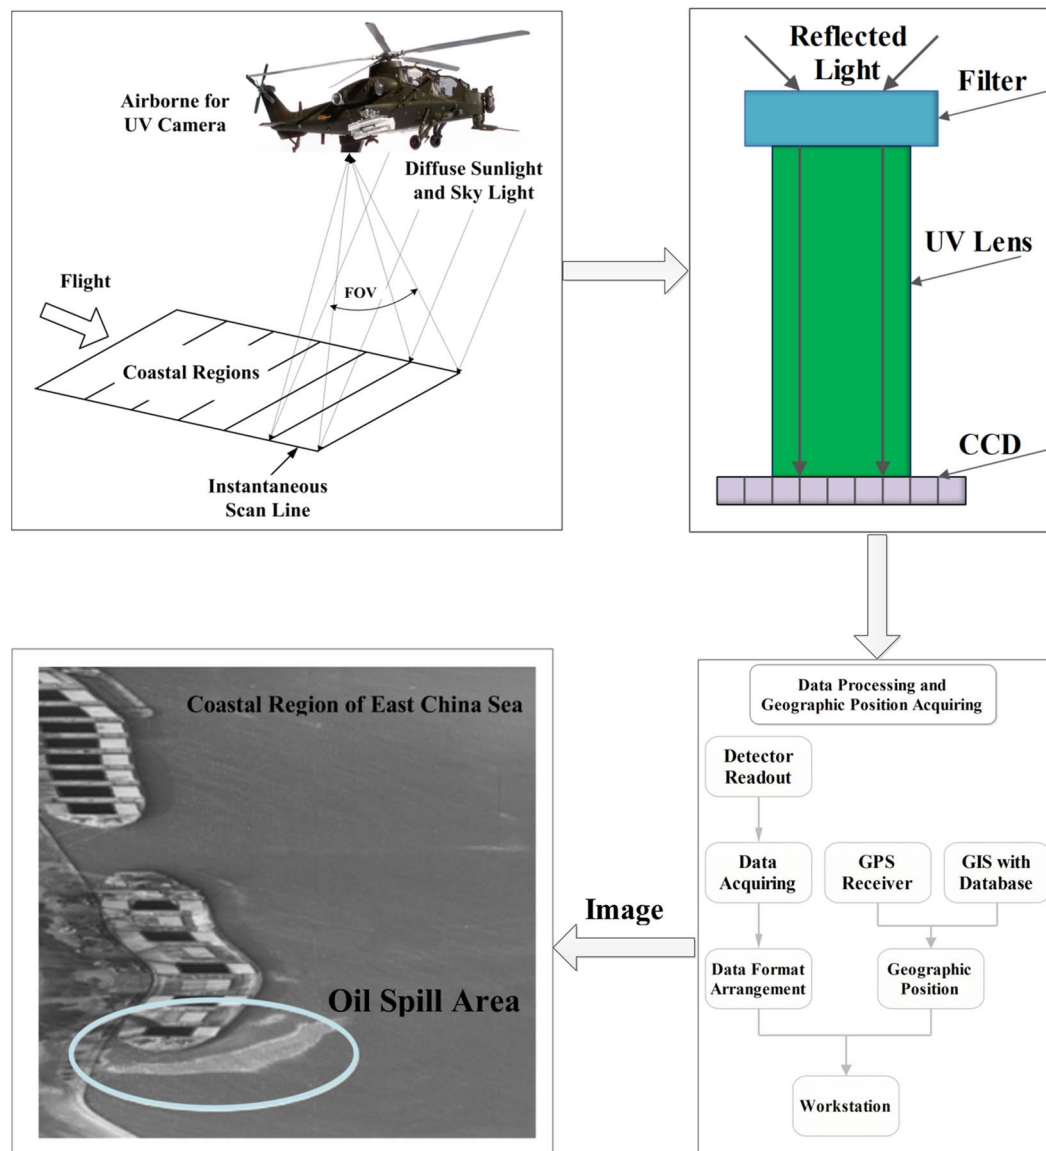 Airborne for
UV Camera
Diffuse Sunlight
and Sky Light
Flight
FOV
Coastal Regions
Instantaneous
Scan Line
Reflected
Light
Filter
UV Lens
CCD
Data Processing and
Geographic Position Acquiring
Detector
Readout
Data
Acquiring
GPS
Receiver
GIS with
Database
Data Format
Arrangement
Geographic
Position
Workstation
Image
Coastal Region of East China Sea
Oil Spill Area